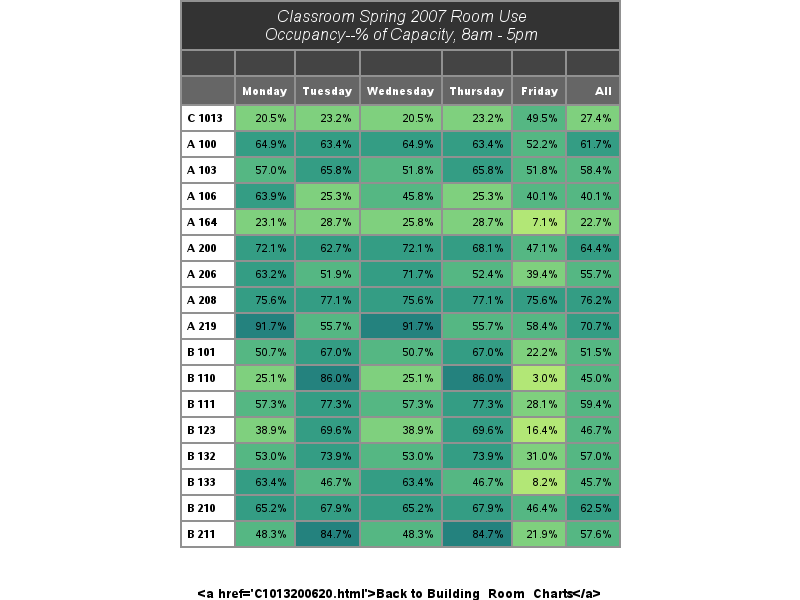 Classroom Spring 2007 Room Use
Occupancy--% of Capacity, 8am - 5pm
Monday Tuesday Wednesday Thursday Friday All
C 1013 20.5% 23.2% 20.5% 23.2% 49.5% 27.4%
A 100 64.9% 63.4% 64.9% 63.4% 52.2% 61.7%
A 103 57.0% 65.8% 51.8% 65.8% 51.8% 58.4%
A 106 63.9% 25.3% 45.8% 25.3% 40.1% 40.1%
A 164 23.1% 28.7% 25.8% 28.7% 7.1% 22.7%
A 200 72.1% 62.7% 72.1% 68.1% 47.1% 64.4%
A 206 63.2% 51.9% 71.7% 52.4% 39.4% 55.7%
A 208 75.6% 77.1% 75.6% 77.1% 75.6% 76.2%
A 219 91.7% 55.7% 91.7% 55.7% 58.4% 70.7%
B 101 50.7% 67.0% 50.7% 67.0% 22.2% 51.5%
B 110 25.1% 86.0% 25.1% 86.0% 3.0% 45.0%
B 111 57.3% 77.3% 57.3% 77.3% 28.1% 59.4%
B 123 38.9% 69.6% 38.9% 69.6% 16.4% 46.7%
B 132 53.0% 73.9% 53.0% 73.9% 31.0% 57.0%
B 133 63.4% 46.7% 63.4% 46.7% 8.2% 45.7%
B 210 65.2% 67.9% 65.2% 67.9% 46.4% 62.5%
B 211 48.3% 84.7% 48.3% 84.7% 21.9% 57.6%
<a href='C1013200620.html'>Back to Building Room Charts</a>